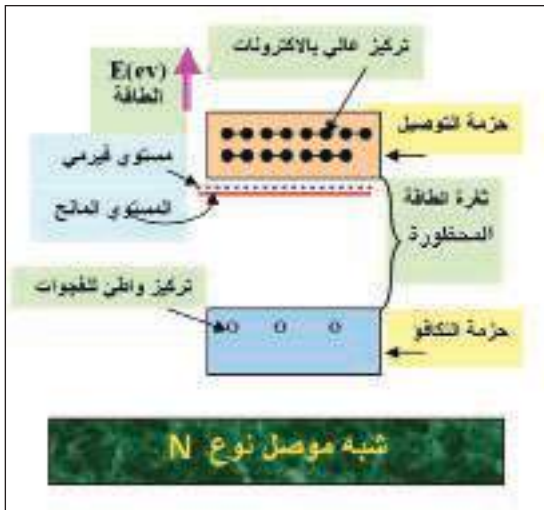 تركيز عالي بالاكترونات
E(ev)
الطاقة
حزمة التوصيل
مستوى فيرمي
المستوى المانح
ثغرة الطاقة
المحظورة
تركيز واطئ للفجوات
حزمة التكافؤ
شبه موصل نوع N